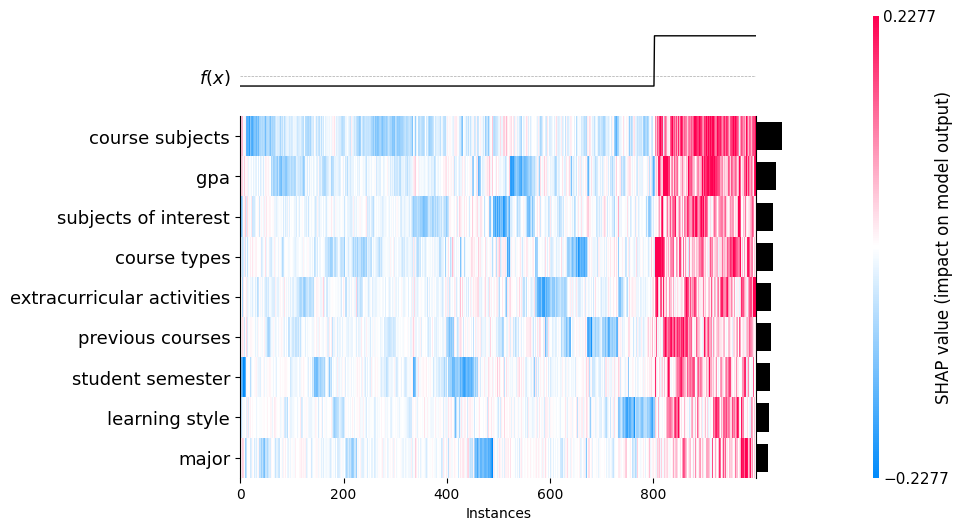 0.2277
f(x)
course subjects
gpa
subjects of interest
course types
extracurricular activities
previous courses
student semester
learning style
major
0 200 400 600 800
Instances
SHAP value (impact on model output)
−0.2277